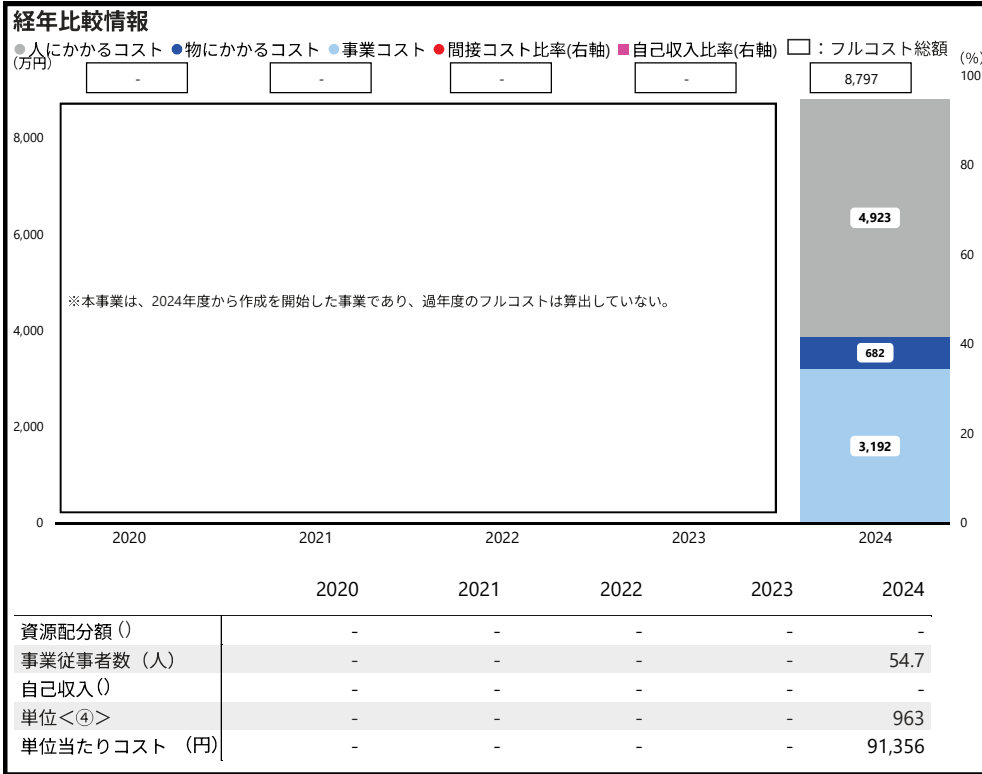 経年比較情報
●人にかかるコスト ●物にかかるコスト ●事業コスト ●間接コスト比率(右軸) ■自己収入比率(右軸) □：フルコスト総額
(万円) (%)
- - - - 8,797
100
8,000
80
4,923
6,000
60
※本事業は、2024年度から作成を開始した事業であり、過年度のフルコストは算出していない。
4,000
40
682
2,000
20
3,192
0 0
2020 2021 2022 2023 2024
2020 2021 2022 2023 2024
資源配分額() - - - - -
事業従事者数（人） - - - - 54.7
自己収入() - - - - -
単位＜④＞ - - - - 963
単位当たりコスト （円） - - - - 91,356